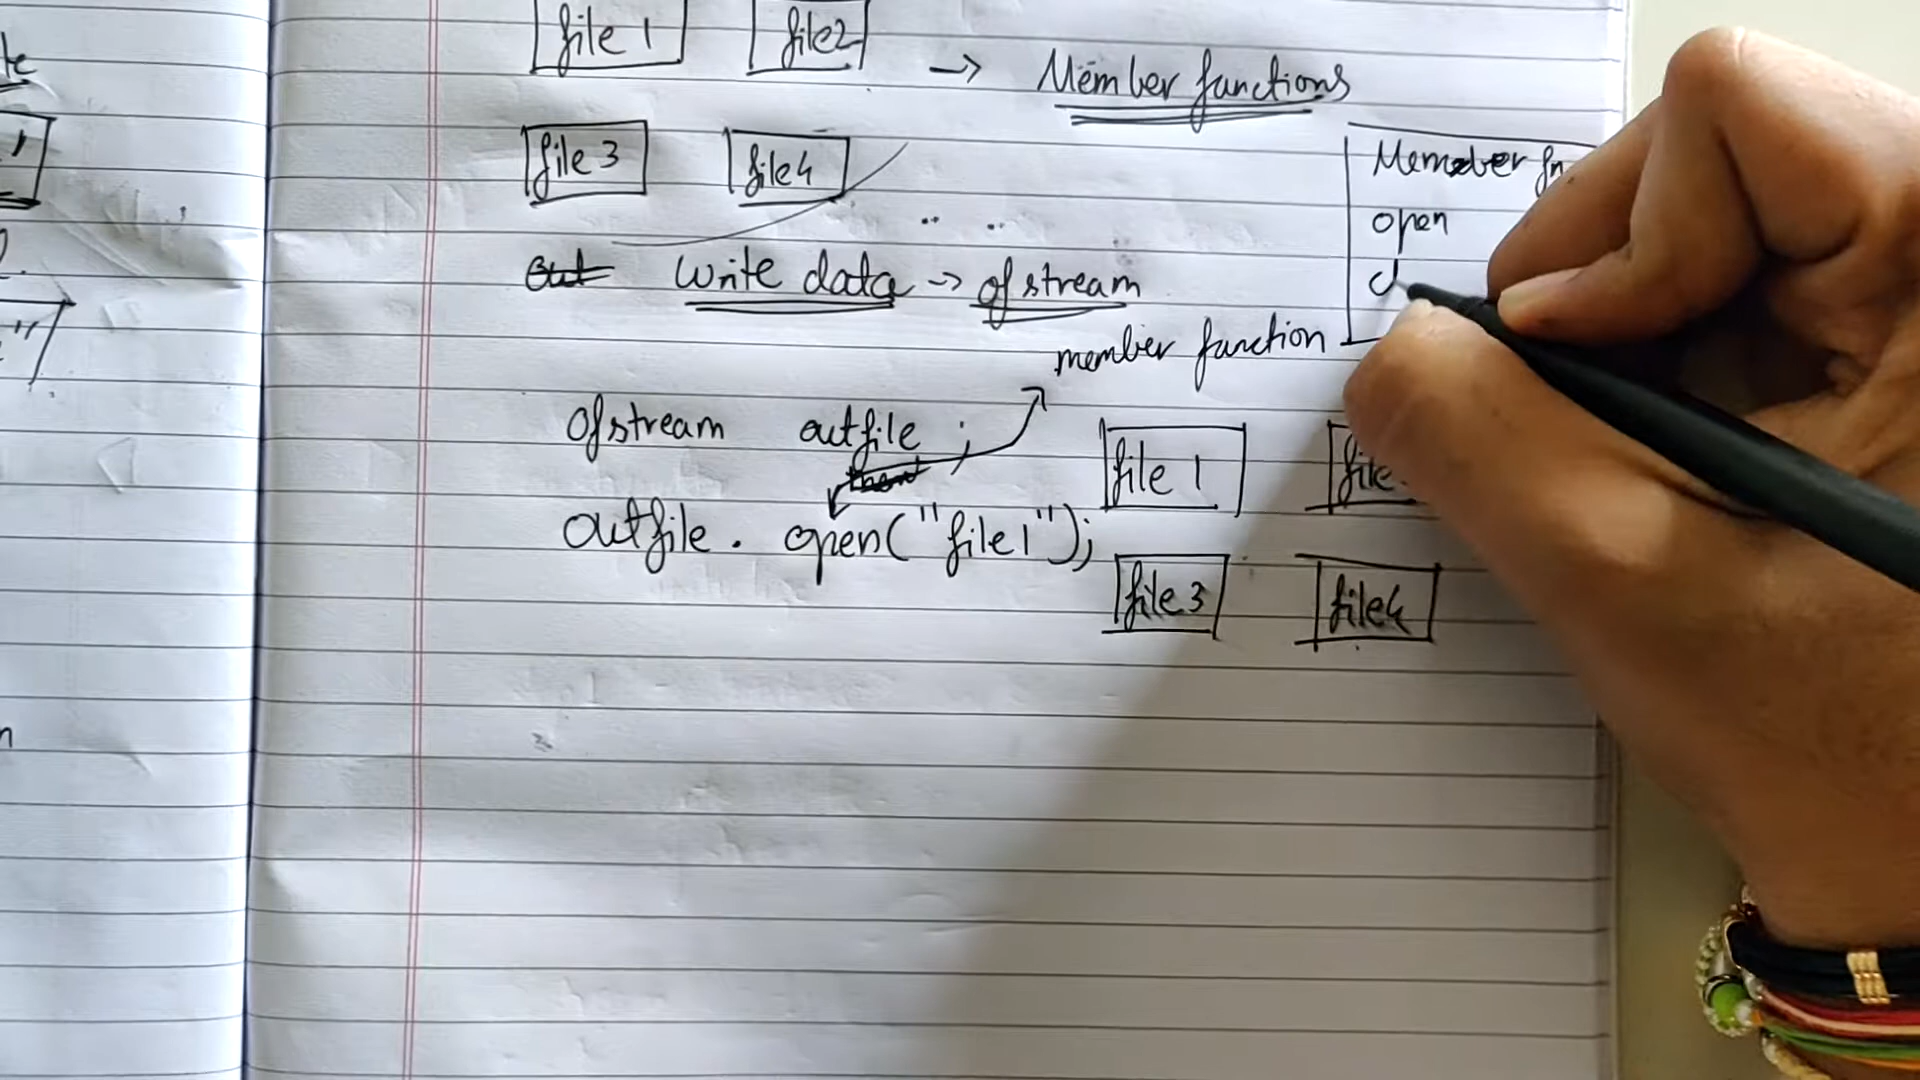 file 1 file2
-> Member functions
file 3 file4
Member fn
open
Out write data -> ofstream
member function
Ofstream outfile ;
file 1 file
outfile . open("file1");
file3 file4